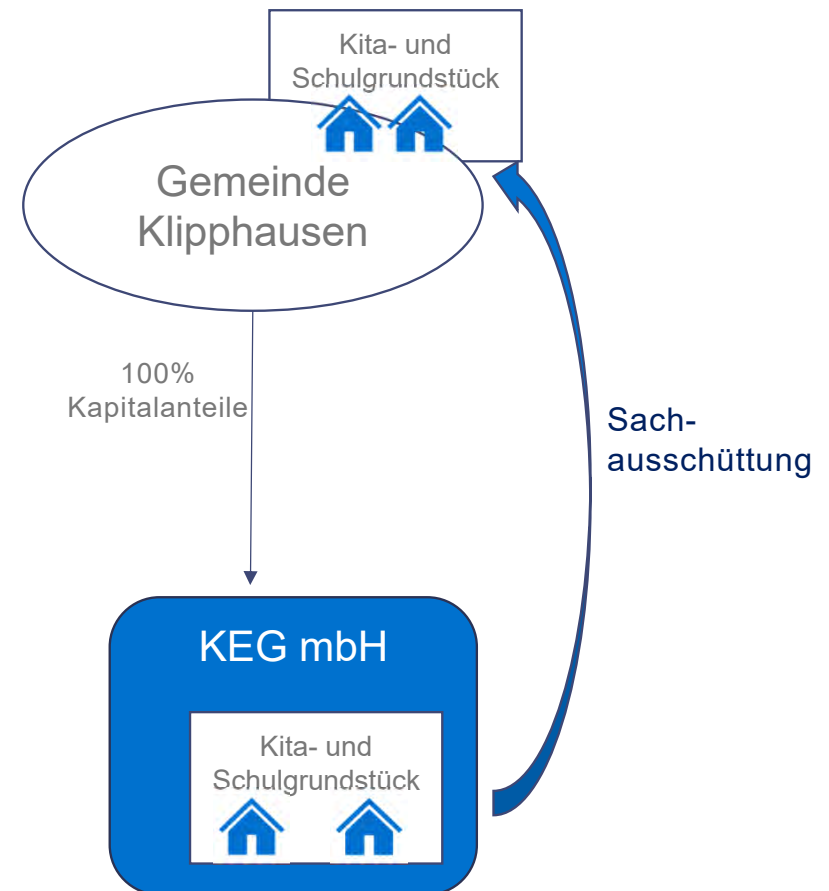 Kita- und
Schulgrundstück
Gemeinde
Klipphausen
100%
Kapitalanteile
Sach-
ausschüttung
KEG mbH
Kita- und
Schulgrundstück